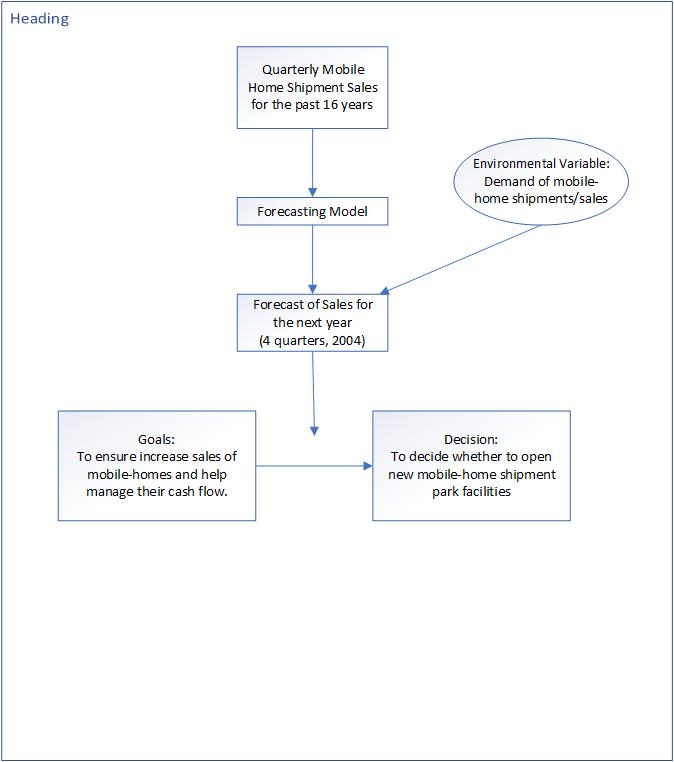 Heading
Quarterly Mobile
Home Shipment Sales
for the past 16 years
Forecasting Model
Environmental Variable:
Demand of mobile-
home shipments/sales
Forecast of Sales for
the next year
(4 quarters, 2004)
Goals:
To ensure increase sales of
mobile-homes and help
manage their cash flow.
Decision:
To decide whether to open
new mobile-home shipment
park facilities